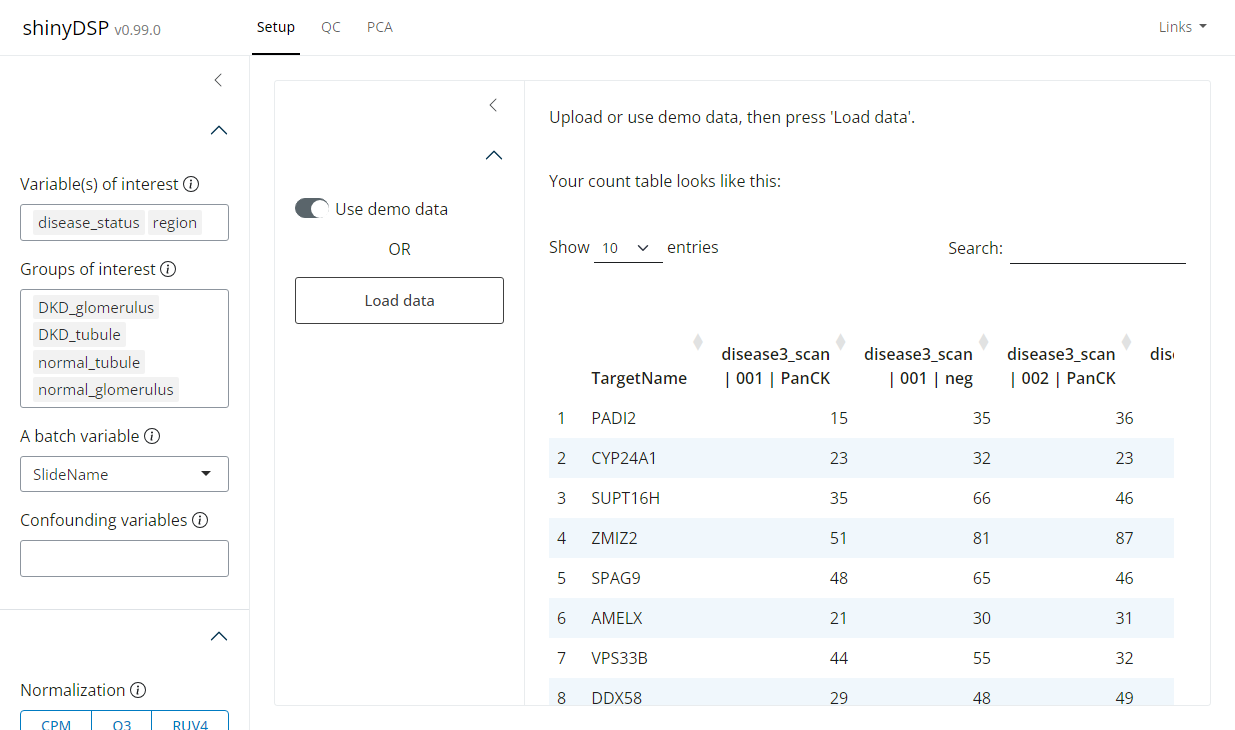 shinyDSP v0.99.0
Setup QC PCA
Links
Variable(s) of interest
disease_status region
Groups of interest
DKD_glomerulus
DKD_tubule
normal_tubule
normal_glomerulus
A batch variable
SlideName
Confounding variables
Normalization
CPM Q3 RUV4
Use demo data
OR
Load data
Upload or use demo data, then press 'Load data'.
Your count table looks like this:
Show 10 entries
Search:
TargetName disease3_scan | 001 | PanCK disease3_scan | 001 | neg disease3_scan | 002 | PanCK dise
1 PADI2 15 35 36
2 CYP24A1 23 32 23
3 SUPT16H 35 66 46
4 ZMIZ2 51 81 87
5 SPAG9 48 65 46
6 AMELX 21 30 31
7 VPS33B 44 55 32
8 DDX58 29 48 49